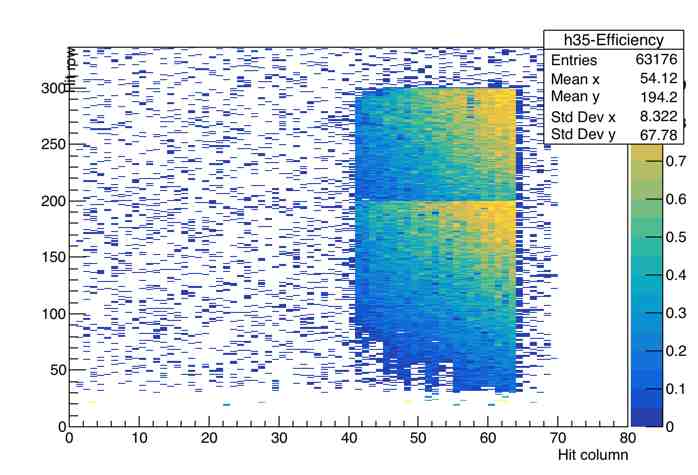 h35-Efficiency
Entries 63176
Mean x 54.12
Mean y 194.2
Std Dev x 8.322
Std Dev y 67.78
300
250
200
150
100
50
0
0 10 20 30 40 50 60 70 80
Hit column
0.7
0.6
0.5
0.4
0.3
0.2
0.1
0